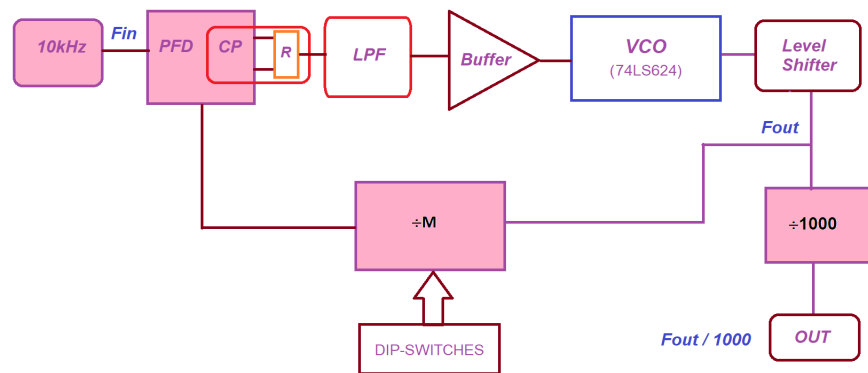 10kHz
Fin
PFD
CP
R
LPF
Buffer
VCO
(74LS624)
Level
Shifter
Fout
÷M
÷1000
DIP-SWITCHES
Fout / 1000
OUT